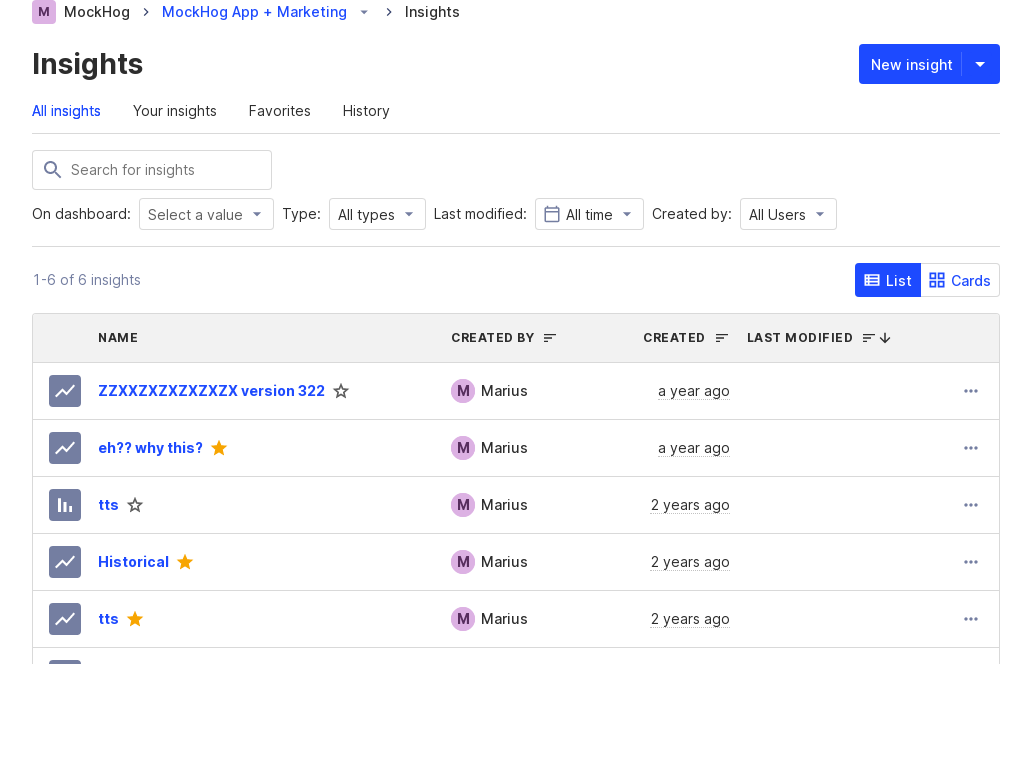 M MockHog MockHog App + Marketing Insights
Insights
New insight
All insights Your insights Favorites History
Search for insights
On dashboard: Select a value Type: All types Last modified: All time Created by: All Users
1-6 of 6 insights
List Cards
NAME CREATED BY CREATED LAST MODIFIED
ZZXXZXZXZXZXZX version 322 M Marius a year ago
eh?? why this? M Marius a year ago
tts M Marius 2 years ago
Historical M Marius 2 years ago
tts M Marius 2 years ago